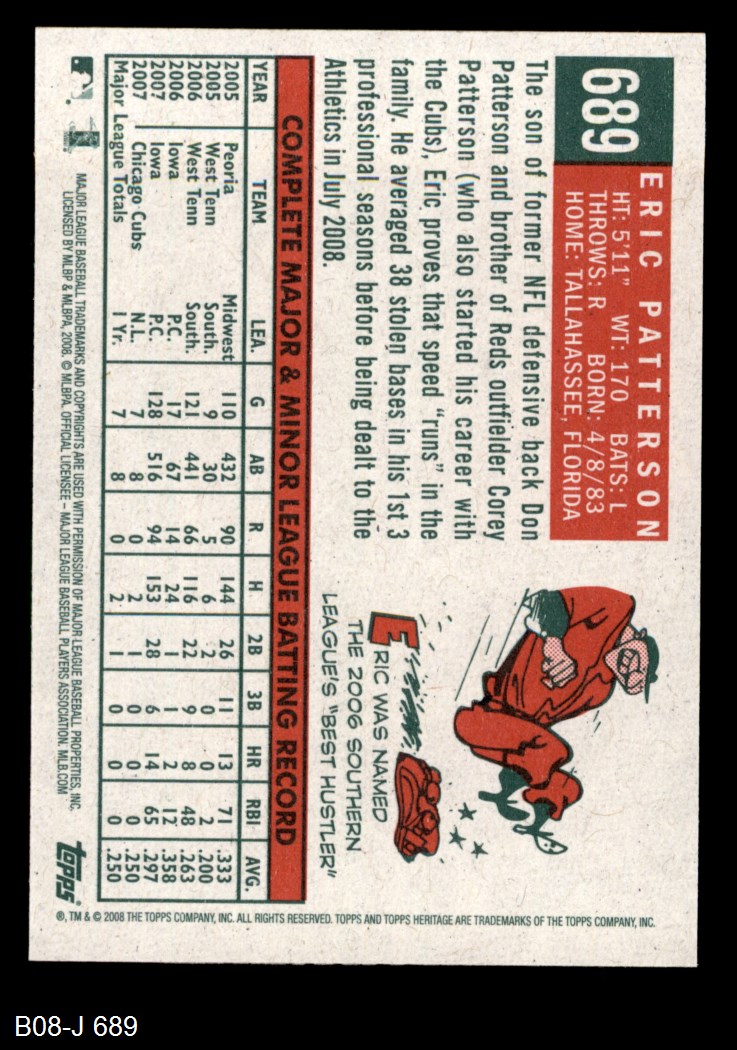 689
ERIC PATTERSON
HT: 5'11" WT: 170 BATS: L
THROWS: R BORN: 4/8/83
HOME: TALLAHASSEE, FLORIDA
The son of former NFL defensive back Don
Patterson and brother of Reds outfielder Corey
Patterson (who also started his career with
the Cubs), Eric proves that speed "runs" in the
family. He averaged 38 stolen bases in his 1st 3
professional seasons before being dealt to the
Athletics in July 2008.
ERIC WAS NAMED
THE 2006 SOUTHERN
LEAGUE'S "BEST HUSTLER"
COMPLETE MAJOR & MINOR LEAGUE BATTING RECORD
YEAR TEAM LEA. G AB R H 2B 3B HR RBI AVG.
2005 Peoria Midwest 110 432 90 144 26 11 13 71 .333
2005 West Tenn South. 9 30 5 6 2 0 0 2 .200
2006 West Tenn South. 121 441 66 116 22 9 8 48 .263
2006 Iowa P.C. 17 67 14 24 1 1 2 12 .358
2007 Iowa P.C. 128 516 94 153 28 6 14 65 .297
2007 Chicago Cubs N.L. 7 8 0 2 1 0 0 0 .250
Major League Totals 1 Yr. 7 8 0 2 1 0 0 0 .250
MAJOR LEAGUE BASEBALL TRADEMARKS AND COPYRIGHTS ARE USED WITH PERMISSION OF MAJOR LEAGUE BASEBALL PROPERTIES, INC.
LICENSED BY MLBP & MLBPA, 2008. © MLBPA. OFFICIAL LICENSEE – MAJOR LEAGUE BASEBALL PLAYERS ASSOCIATION. MLB.COM
topps
®, TM & © 2008 THE TOPPS COMPANY, INC. ALL RIGHTS RESERVED. TOPPS AND TOPPS HERITAGE ARE TRADEMARKS OF THE TOPPS COMPANY, INC.
B08-J 689